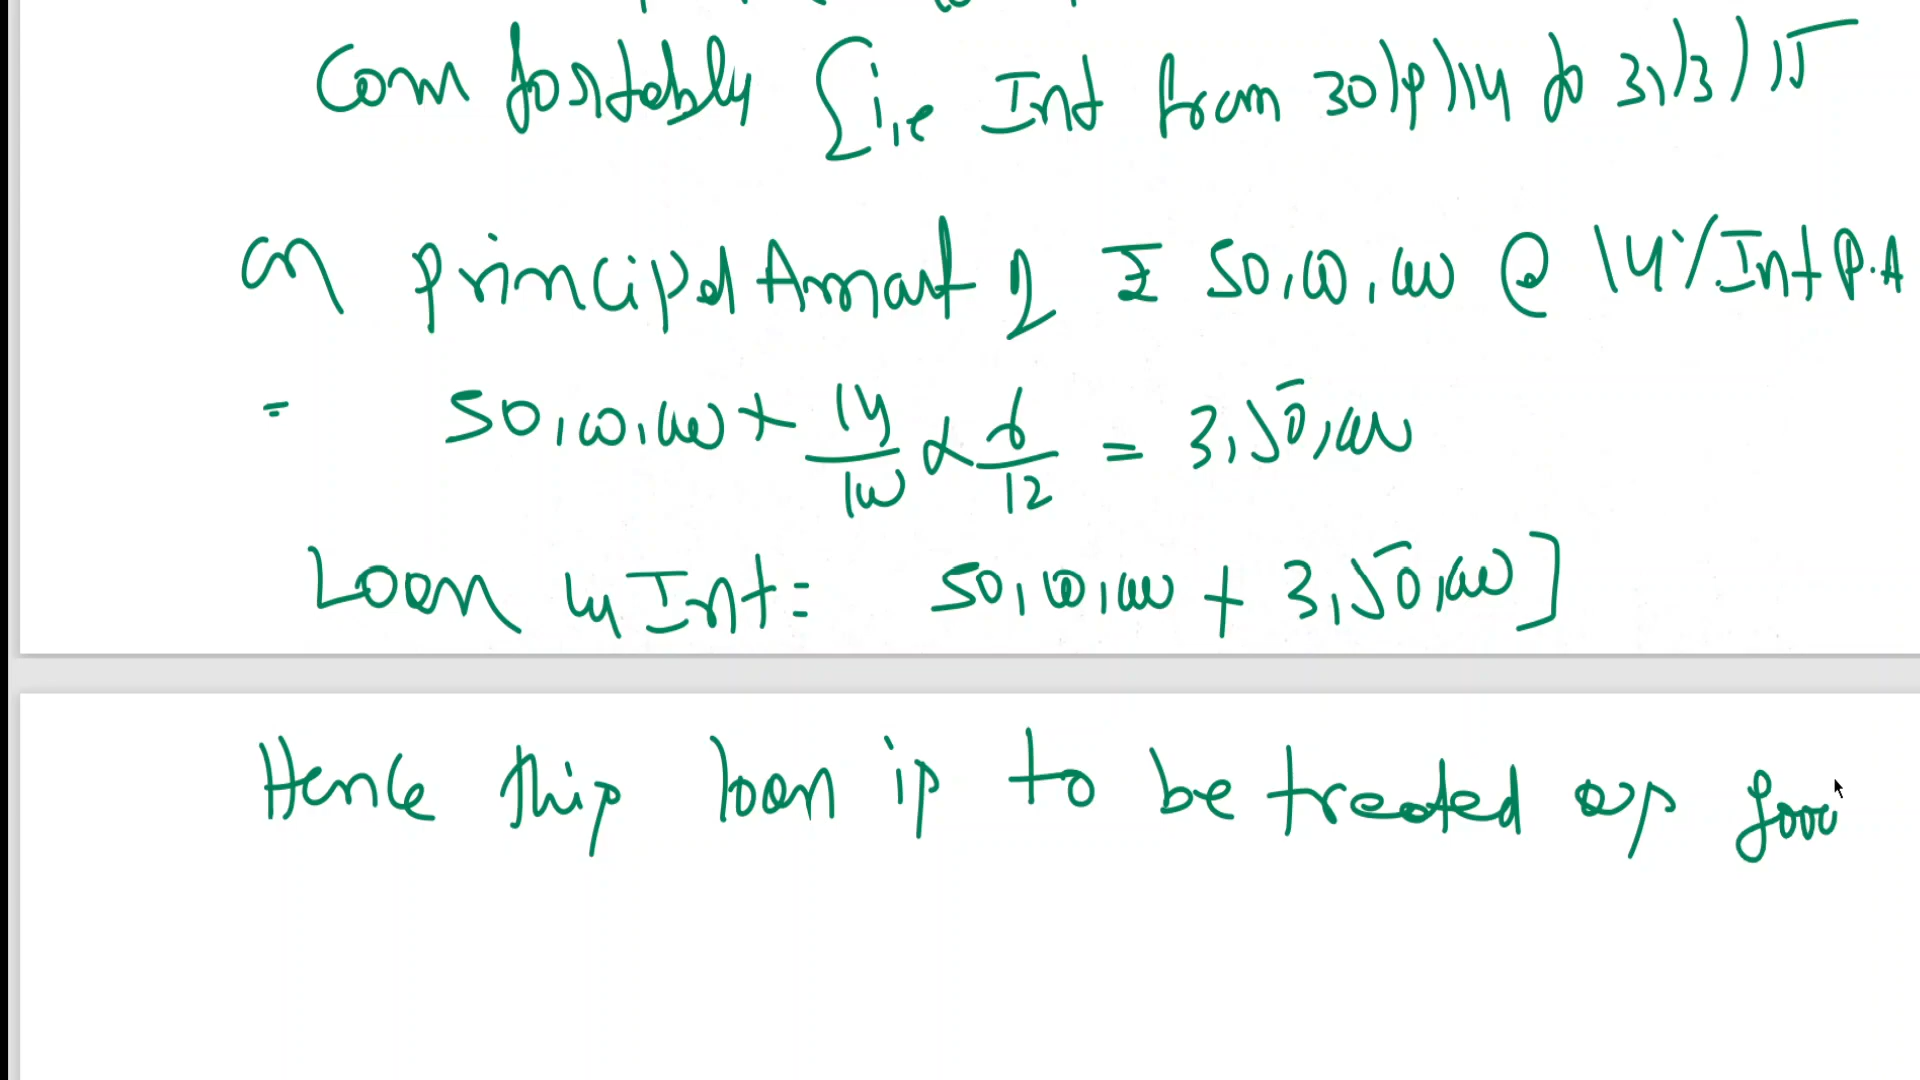 Comfortably [i.e Int from 30/9/14 to 31/3/15
on principal Amount of ₹ 50,00,000 @ 14% Int P.A
= 50,00,000 x 14/100 x 6/12 = 3,50,000
Loan + Int = 50,00,000 + 3,50,000]
Hence this loan is to be treated as good